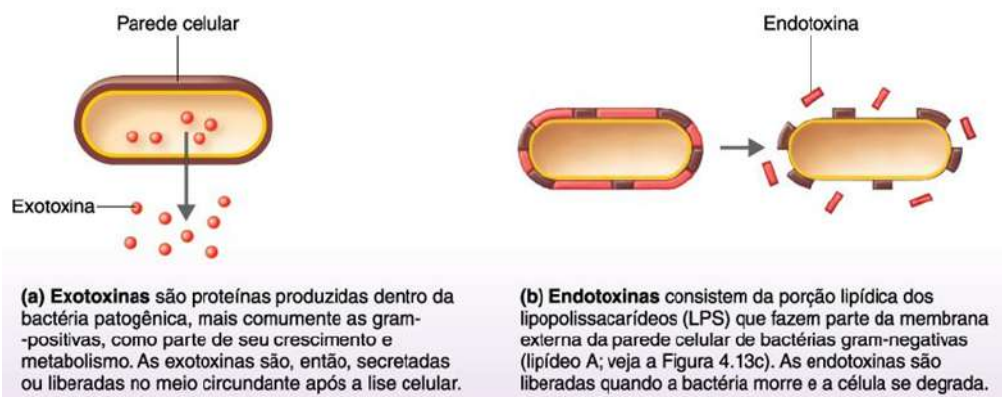 Parede celular
Exotoxina
(a) Exotoxinas são proteínas produzidas dentro da
bactéria patogênica, mais comumente as gram-
-positivas, como parte de seu crescimento e
metabolismo. As exotoxinas são, então, secretadas
ou liberadas no meio circundante após a lise celular.
Endotoxina
(b) Endotoxinas consistem da porção lipídica dos
lipopolissacarídeos (LPS) que fazem parte da membrana
externa da parede celular de bactérias gram-negativas
(lipídeo A; veja a Figura 4.13c). As endotoxinas são
liberadas quando a bactéria morre e a célula se degrada.